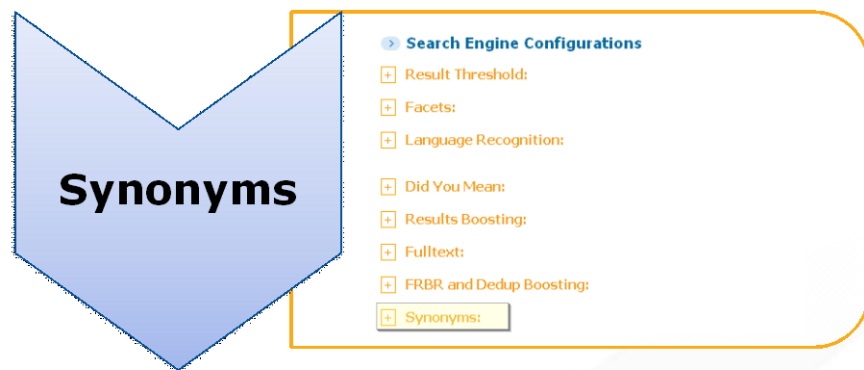 Synonyms
Search Engine Configurations
Result Threshold:
Facets:
Language Recognition:
Did You Mean:
Results Boosting:
Fulltext:
FRBR and Dedup Boosting:
Synonyms: